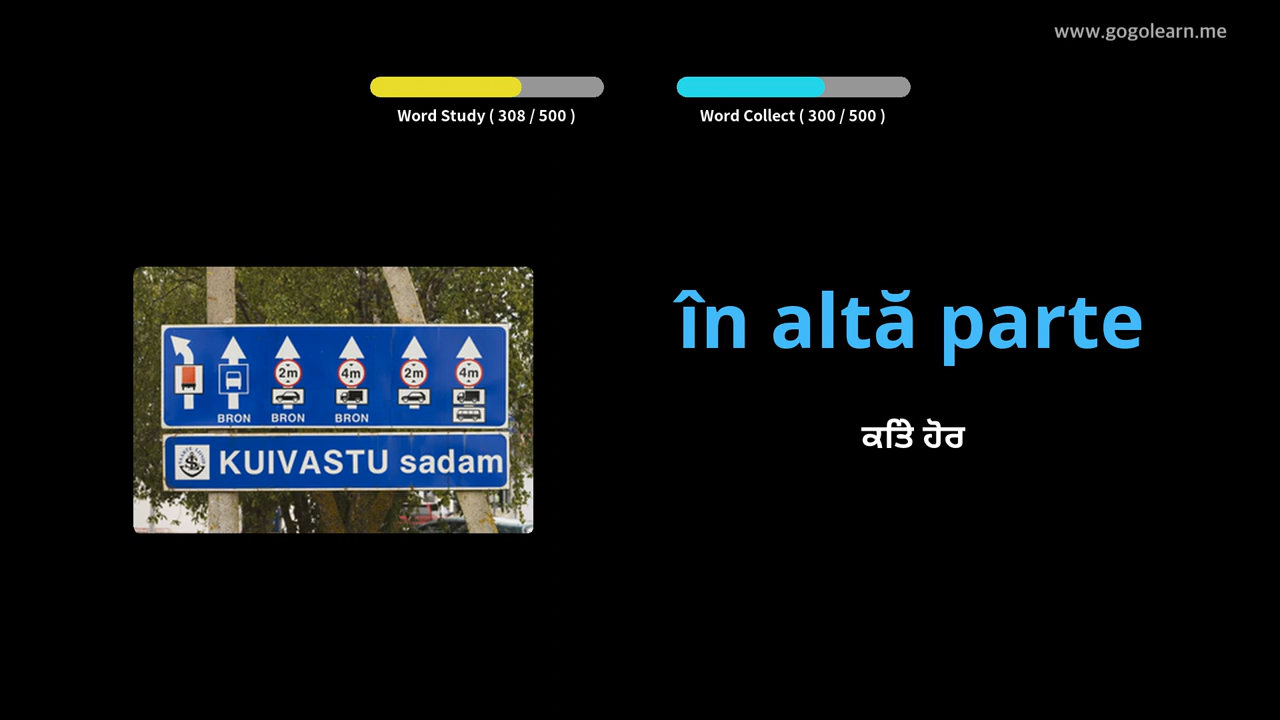 www.gogolearn.me
Word Study ( 308 / 500 )
Word Collect ( 300 / 500 )
2m 4m 2m 4m
BRON BRON BRON
KUIVASTU sadam
în altă parte
ਕਿਤੇ ਹੋਰ